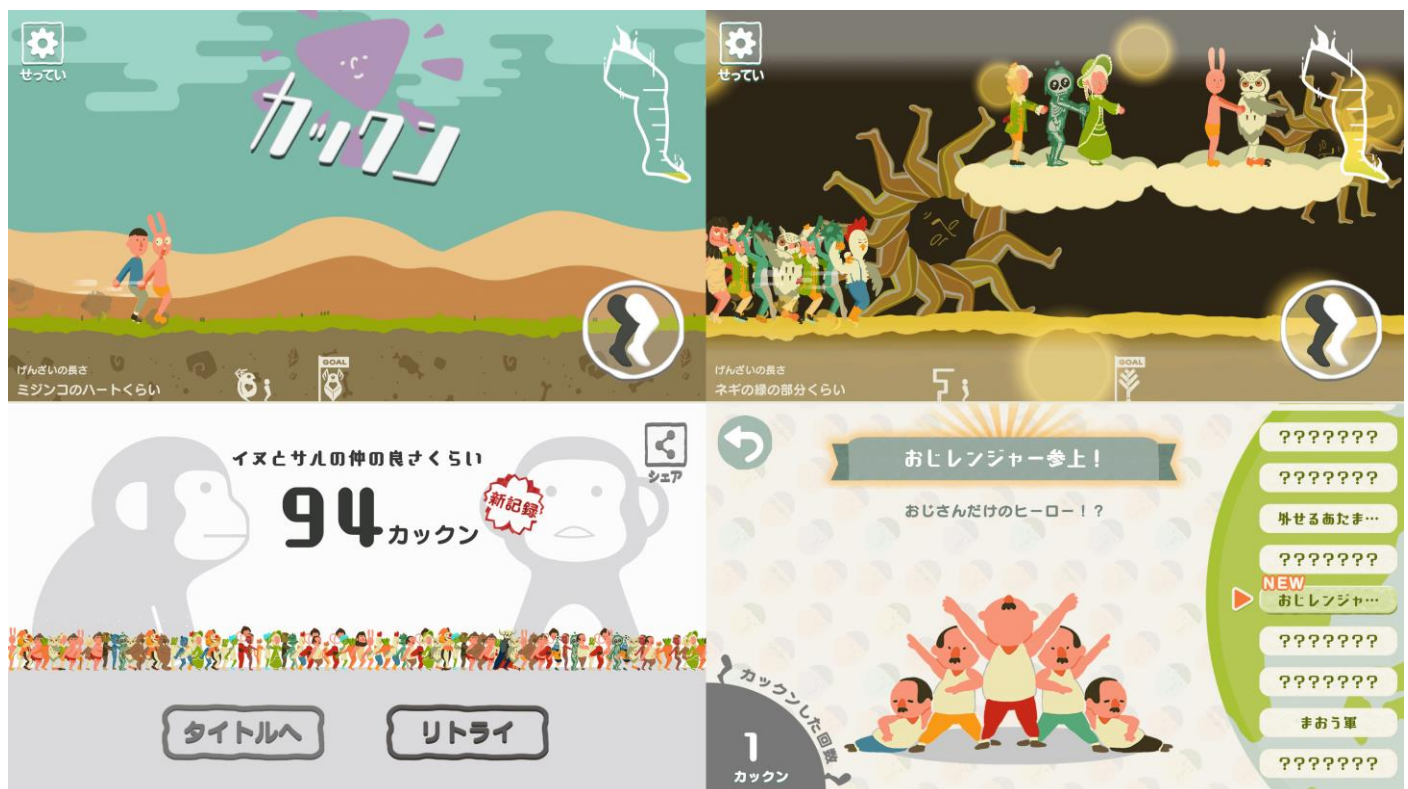 せってい
カックン
げんざいの長さ
ミジンコのハートくらい
GOAL
せってい
げんざいの長さ
ネギの緑の部分くらい
GOAL
イヌとサルの仲の良さくらい
94カックン
新記録
シェア
タイトルへ
リトライ
おじレンジャー参上!
おじさんだけのヒーロー!?
カックンした回数
1
カックン
???????
???????
外せるあたま…
???????
NEW
おじレンジャ…
???????
???????
まおう軍
???????